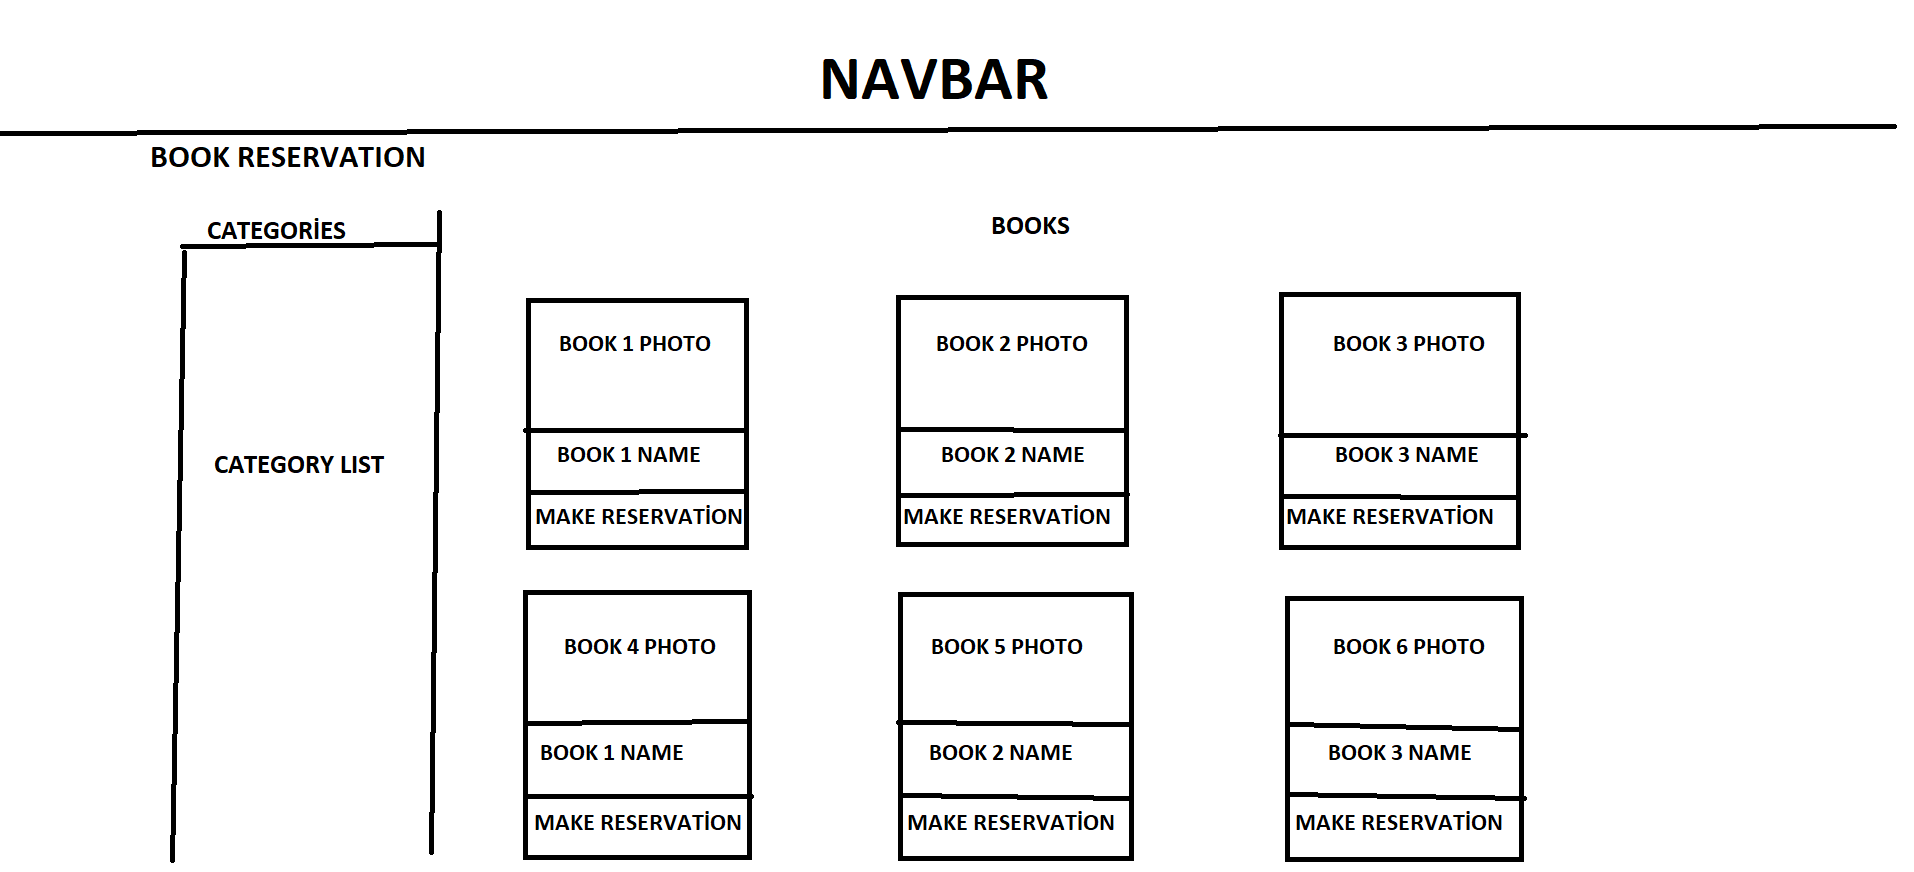 NAVBAR
BOOK RESERVATION
CATEGORİES
BOOKS
CATEGORY LIST
BOOK 1 PHOTO
BOOK 1 NAME
MAKE RESERVATİON
BOOK 2 PHOTO
BOOK 2 NAME
MAKE RESERVATİON
BOOK 3 PHOTO
BOOK 3 NAME
MAKE RESERVATİON
BOOK 4 PHOTO
BOOK 1 NAME
MAKE RESERVATİON
BOOK 5 PHOTO
BOOK 2 NAME
MAKE RESERVATİON
BOOK 6 PHOTO
BOOK 3 NAME
MAKE RESERVATİON